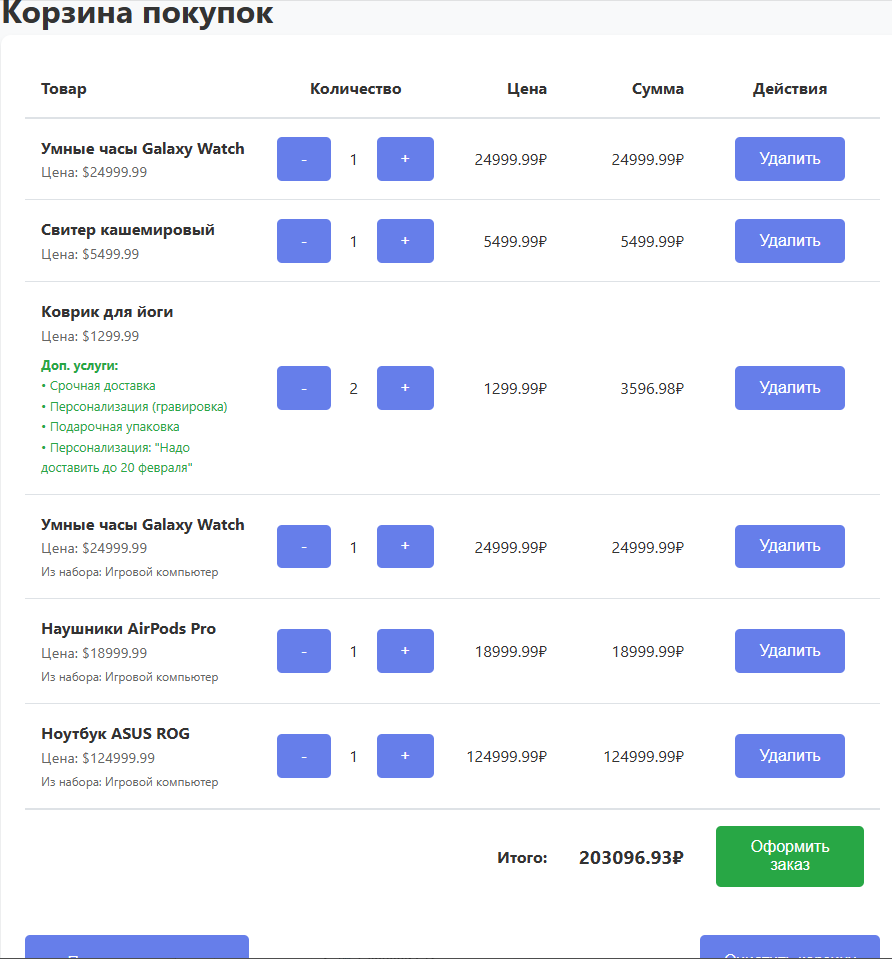 Корзина покупок
Товар Количество Цена Сумма Действия
Умные часы Galaxy Watch
Цена: $24999.99
- 1 + 24999.99₽ 24999.99₽ Удалить
Свитер кашемировый
Цена: $5499.99
- 1 + 5499.99₽ 5499.99₽ Удалить
Коврик для йоги
Цена: $1299.99
Доп. услуги:
• Срочная доставка
• Персонализация (гравировка)
• Подарочная упаковка
• Персонализация: "Надо
доставить до 20 февраля"
- 2 + 1299.99₽ 3596.98₽ Удалить
Умные часы Galaxy Watch
Цена: $24999.99
Из набора: Игровой компьютер
- 1 + 24999.99₽ 24999.99₽ Удалить
Наушники AirPods Pro
Цена: $18999.99
Из набора: Игровой компьютер
- 1 + 18999.99₽ 18999.99₽ Удалить
Ноутбук ASUS ROG
Цена: $124999.99
Из набора: Игровой компьютер
- 1 + 124999.99₽ 124999.99₽ Удалить
Итого: 203096.93₽
Оформить
заказ